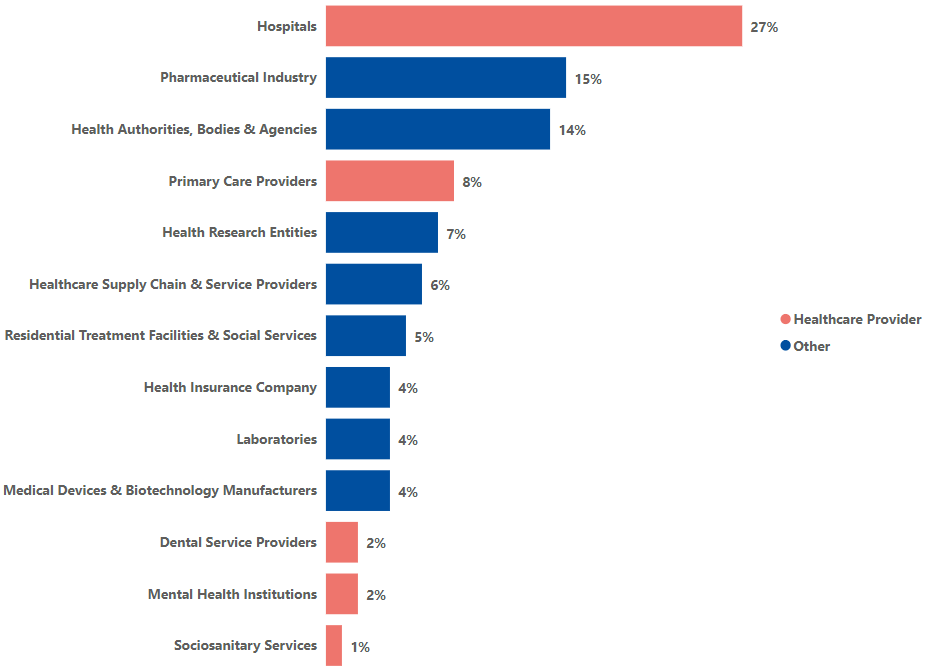 Hospitals 27%
Pharmaceutical Industry 15%
Health Authorities, Bodies & Agencies 14%
Primary Care Providers 8%
Health Research Entities 7%
Healthcare Supply Chain & Service Providers 6%
Healthcare Provider
Residential Treatment Facilities & Social Services 5%
Other
Health Insurance Company 4%
Laboratories 4%
Medical Devices & Biotechnology Manufacturers 4%
Dental Service Providers 2%
Mental Health Institutions 2%
Sociosanitary Services 1%